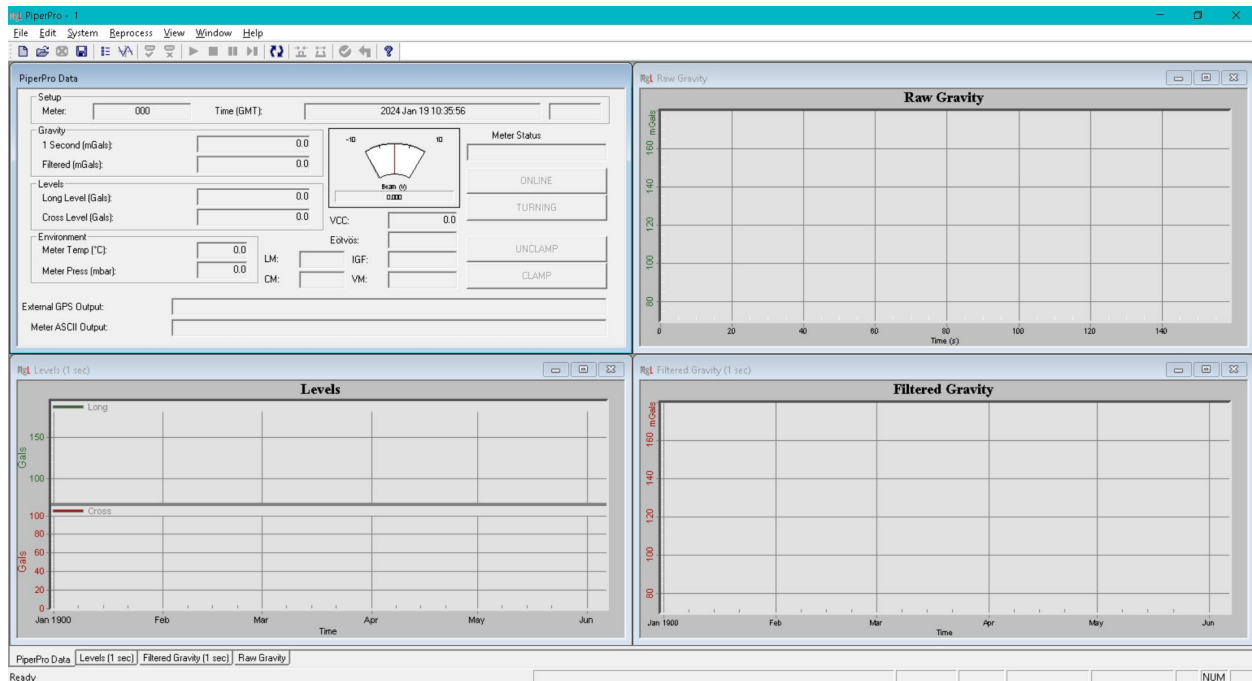 MgL PiperPro - 1
File Edit System Reprocess View Window Help
PiperPro Data
Setup
Meter: 000 Time (GMT): 2024 Jan 19 10:35:56
Gravity
1 Second (mGals): 0.0
Filtered (mGals): 0.0
Levels
Long Level (Gals): 0.0
Cross Level (Gals): 0.0
Environment
Meter Temp (°C): 0.0
Meter Press (mbar): 0.0
-10 10
Beam (V)
0.000
VCC: 0.0
Eötvös:
LM: IGF:
CM: VM:
Meter Status
ONLINE
TURNING
UNCLAMP
CLAMP
External GPS Output:
Meter ASCII Output:
MgL Raw Gravity
Raw Gravity
mGals
160
140
120
100
80
0 20 40 60 80 100 120 140
Time (s)
MgL Levels (1 sec)
Levels
Long
150
100
Gals
Cross
100
80
60
40
20
0
Gals
Jan 1900 Feb Mar Apr May Jun
Time
MgL Filtered Gravity (1 sec)
Filtered Gravity
mGals
160
140
120
100
80
Jan 1900 Feb Mar Apr May Jun
Time
PiperPro Data Levels (1 sec) Filtered Gravity (1 sec) Raw Gravity
Ready NUM